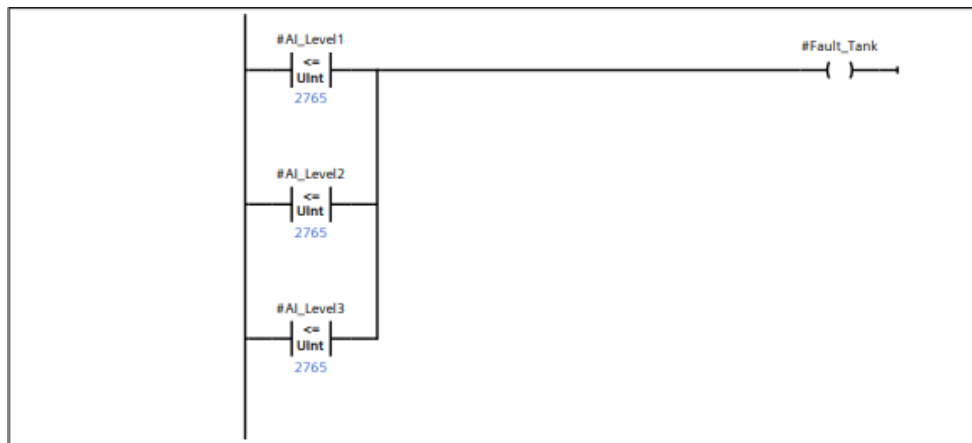 #AI_Level1
#Fault_Tank
<=
UInt
2765
#AI_Level2
<=
UInt
2765
#AI_Level3
<=
UInt
2765